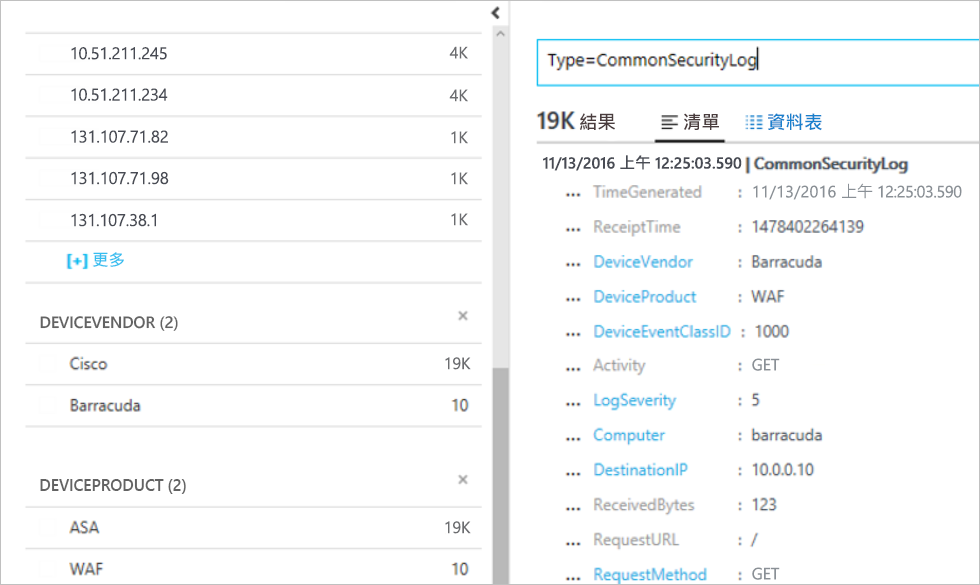 10.51.211.245 4K
10.51.211.234 4K
131.107.71.82 1K
131.107.71.98 1K
131.107.38.1 1K
[+] 更多
DEVICEVENDOR (2) ×
Cisco 19K
Barracuda 10
DEVICEPRODUCT (2) ×
ASA 19K
WAF 10
Type=CommonSecurityLog
19K 結果 清單 資料表
11/13/2016 上午 12:25:03.590 | CommonSecurityLog
... TimeGenerated : 11/13/2016 上午 12:25:03.590
... ReceiptTime : 1478402264139
... DeviceVendor : Barracuda
... DeviceProduct : WAF
... DeviceEventClassID : 1000
... Activity : GET
... LogSeverity : 5
... Computer : barracuda
... DestinationIP : 10.0.0.10
... ReceivedBytes : 123
... RequestURL : /
... RequestMethod : GET